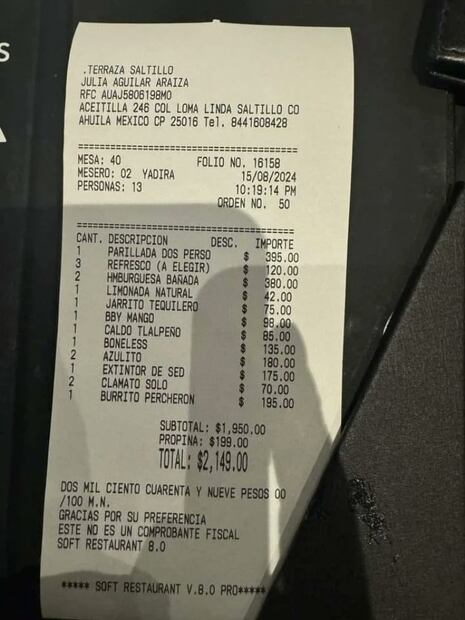 S
A
.TERRAZA SALTILLO
JULIA AGUILAR ARAIZA
RFC AUAJ5806198M0
ACEITILLA 246 COL LOMA LINDA SALTILLO CO
AHUILA MEXICO CP 25016 Tel. 8441608428
========================================
MESA: 40 FOLIO NO. 16158
MESERO: 02 YADIRA 15/08/2024
PERSONAS: 13 10:19:14 PM
ORDEN NO. 50
========================================
CANT. DESCRIPCION DESC. IMPORTE
1 PARILLADA DOS PERSO $ 395.00
3 REFRESCO (A ELEGIR) $ 120.00
2 HMBURGUESA BAÑADA $ 380.00
1 LIMONADA NATURAL $ 42.00
1 JARRITO TEQUILERO $ 75.00
1 BBY MANGO $ 98.00
1 CALDO TLALPEÑO $ 85.00
1 BONELESS $ 135.00
2 AZULITO $ 180.00
1 EXTINTOR DE SED $ 175.00
2 CLAMATO SOLO $ 70.00
1 BURRITO PERCHERON $ 195.00
SUBTOTAL: $1,950.00
PROPINA: $199.00
TOTAL: $2,149.00
DOS MIL CIENTO CUARENTA Y NUEVE PESOS 00
/100 M.N.
GRACIAS POR SU PREFERENCIA
ESTE NO ES UN COMPROBANTE FISCAL
SOFT RESTAURANT 8.0
***** SOFT RESTAURANT V.8.0 PRO*****